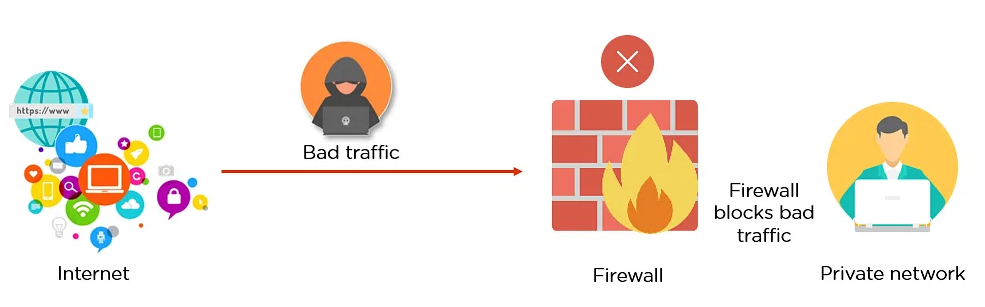 https://www
Bad traffic
Firewall
blocks bad
traffic
Internet
Firewall
Private network